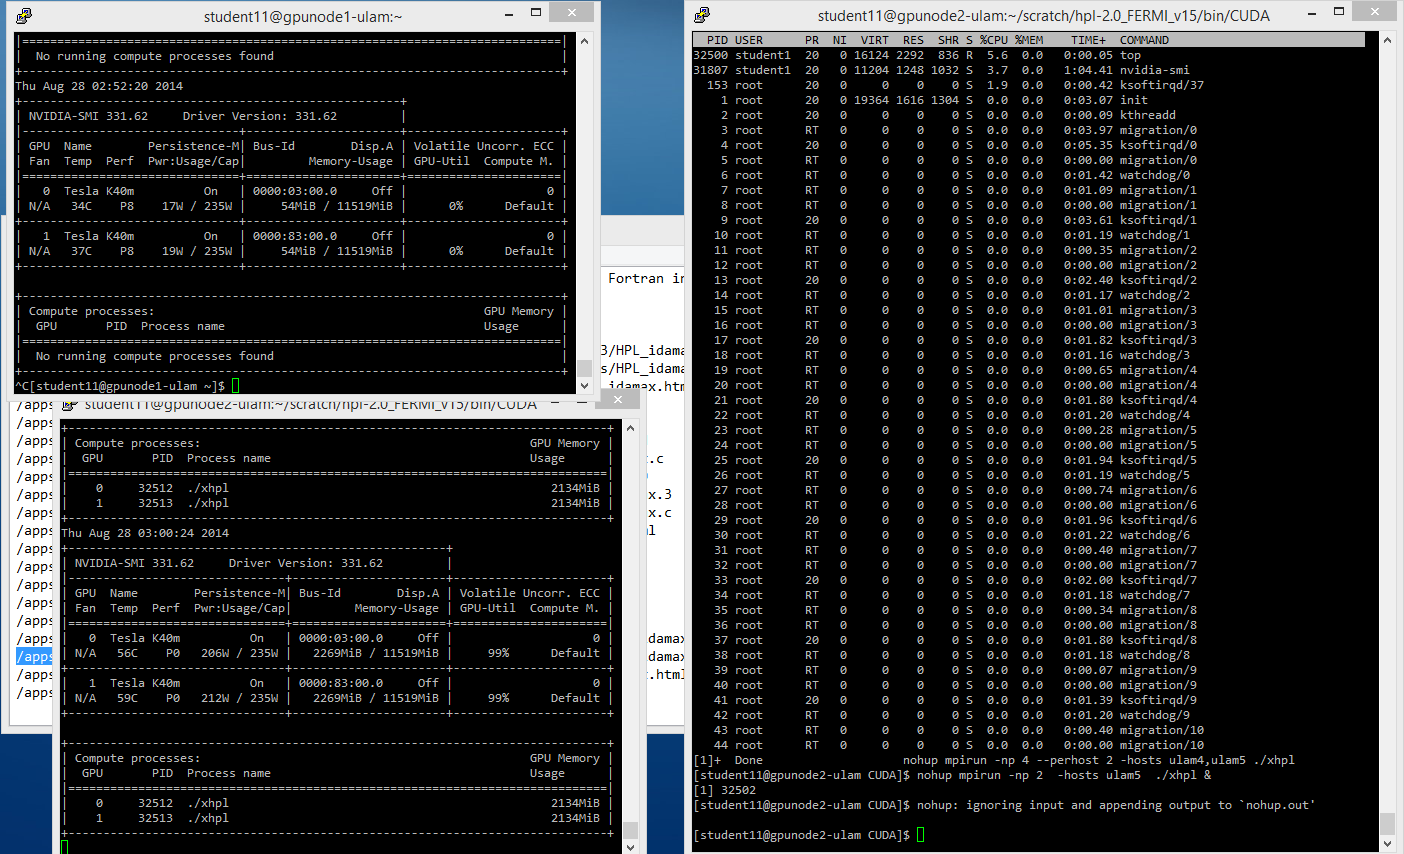 student11@gpunode1-ulam:~
|=============================================================================|
|  No running compute processes found                                         |
+-----------------------------------------------------------------------------+
Thu Aug 28 02:52:20 2014
+------------------------------------------------------+
| NVIDIA-SMI 331.62     Driver Version: 331.62         |
|-------------------------------+----------------------+----------------------+
| GPU  Name        Persistence-M| Bus-Id        Disp.A | Volatile Uncorr. ECC |
| Fan  Temp  Perf  Pwr:Usage/Cap|         Memory-Usage | GPU-Util  Compute M. |
|===============================+======================+======================|
|   0  Tesla K40m          On   | 0000:03:00.0     Off |                    0 |
| N/A   34C    P8    17W / 235W |     54MiB / 11519MiB |      0%      Default |
+-------------------------------+----------------------+----------------------+
|   1  Tesla K40m          On   | 0000:83:00.0     Off |                    0 |
| N/A   37C    P8    19W / 235W |     54MiB / 11519MiB |      0%      Default |
+-------------------------------+----------------------+----------------------+
+-----------------------------------------------------------------------------+
| Compute processes:                                               GPU Memory |
|  GPU       PID  Process name                                     Usage      |
|=============================================================================|
|  No running compute processes found                                         |
+-----------------------------------------------------------------------------+
^C[student11@gpunode1-ulam ~]$
student11@gpunode2-ulam:~/scratch/hpl-2.0_FERMI_v15/bin/CUDA
+-----------------------------------------------------------------------------+
| Compute processes:                                               GPU Memory |
|  GPU       PID  Process name                                     Usage      |
|=============================================================================|
|    0     32512  ./xhpl                                              2134MiB |
|    1     32513  ./xhpl                                              2134MiB |
+-----------------------------------------------------------------------------+
Thu Aug 28 03:00:24 2014
+------------------------------------------------------+
| NVIDIA-SMI 331.62     Driver Version: 331.62         |
|-------------------------------+----------------------+----------------------+
| GPU  Name        Persistence-M| Bus-Id        Disp.A | Volatile Uncorr. ECC |
| Fan  Temp  Perf  Pwr:Usage/Cap|         Memory-Usage | GPU-Util  Compute M. |
|===============================+======================+======================|
|   0  Tesla K40m          On   | 0000:03:00.0     Off |                    0 |
| N/A   56C    P0   206W / 235W |   2269MiB / 11519MiB |     99%      Default |
+-------------------------------+----------------------+----------------------+
|   1  Tesla K40m          On   | 0000:83:00.0     Off |                    0 |
| N/A   59C    P0   212W / 235W |   2269MiB / 11519MiB |     99%      Default |
+-------------------------------+----------------------+----------------------+
+-----------------------------------------------------------------------------+
| Compute processes:                                               GPU Memory |
|  GPU       PID  Process name                                     Usage      |
|=============================================================================|
|    0     32512  ./xhpl                                              2134MiB |
|    1     32513  ./xhpl                                              2134MiB |
+-----------------------------------------------------------------------------+
Fortran in
3/HPL_idama
s/HPL_idama
_idamax.htm
/apps
/apps
/apps
/apps .c
/apps
/apps x.3
/apps x.c
/apps ml
/apps
/apps
/apps
/apps
/apps
/apps damax
/apps damax
/apps .html
/apps
student11@gpunode2-ulam:~/scratch/hpl-2.0_FERMI_v15/bin/CUDA
PID USER PR NI VIRT RES SHR S %CPU %MEM TIME+ COMMAND
32500 student1 20 0 16124 2292 836 R 5.6 0.0 0:00.05 top
31807 student1 20 0 11204 1248 1032 S 3.7 0.0 1:04.41 nvidia-smi
153 root 20 0 0 0 0 S 1.9 0.0 0:00.42 ksoftirqd/37
1 root 20 0 19364 1616 1304 S 0.0 0.0 0:03.07 init
2 root 20 0 0 0 0 S 0.0 0.0 0:00.09 kthreadd
3 root RT 0 0 0 0 S 0.0 0.0 0:03.97 migration/0
4 root 20 0 0 0 0 S 0.0 0.0 0:05.35 ksoftirqd/0
5 root RT 0 0 0 0 S 0.0 0.0 0:00.00 migration/0
6 root RT 0 0 0 0 S 0.0 0.0 0:01.42 watchdog/0
7 root RT 0 0 0 0 S 0.0 0.0 0:01.09 migration/1
8 root RT 0 0 0 0 S 0.0 0.0 0:00.00 migration/1
9 root 20 0 0 0 0 S 0.0 0.0 0:03.61 ksoftirqd/1
10 root RT 0 0 0 0 S 0.0 0.0 0:01.19 watchdog/1
11 root RT 0 0 0 0 S 0.0 0.0 0:00.35 migration/2
12 root RT 0 0 0 0 S 0.0 0.0 0:00.00 migration/2
13 root 20 0 0 0 0 S 0.0 0.0 0:02.40 ksoftirqd/2
14 root RT 0 0 0 0 S 0.0 0.0 0:01.17 watchdog/2
15 root RT 0 0 0 0 S 0.0 0.0 0:01.01 migration/3
16 root RT 0 0 0 0 S 0.0 0.0 0:00.00 migration/3
17 root 20 0 0 0 0 S 0.0 0.0 0:01.82 ksoftirqd/3
18 root RT 0 0 0 0 S 0.0 0.0 0:01.16 watchdog/3
19 root RT 0 0 0 0 S 0.0 0.0 0:00.65 migration/4
20 root RT 0 0 0 0 S 0.0 0.0 0:00.00 migration/4
21 root 20 0 0 0 0 S 0.0 0.0 0:01.80 ksoftirqd/4
22 root RT 0 0 0 0 S 0.0 0.0 0:01.20 watchdog/4
23 root RT 0 0 0 0 S 0.0 0.0 0:00.28 migration/5
24 root RT 0 0 0 0 S 0.0 0.0 0:00.00 migration/5
25 root 20 0 0 0 0 S 0.0 0.0 0:01.94 ksoftirqd/5
26 root RT 0 0 0 0 S 0.0 0.0 0:01.19 watchdog/5
27 root RT 0 0 0 0 S 0.0 0.0 0:00.74 migration/6
28 root RT 0 0 0 0 S 0.0 0.0 0:00.00 migration/6
29 root 20 0 0 0 0 S 0.0 0.0 0:01.96 ksoftirqd/6
30 root RT 0 0 0 0 S 0.0 0.0 0:01.22 watchdog/6
31 root RT 0 0 0 0 S 0.0 0.0 0:00.40 migration/7
32 root RT 0 0 0 0 S 0.0 0.0 0:00.00 migration/7
33 root 20 0 0 0 0 S 0.0 0.0 0:02.00 ksoftirqd/7
34 root RT 0 0 0 0 S 0.0 0.0 0:01.18 watchdog/7
35 root RT 0 0 0 0 S 0.0 0.0 0:00.34 migration/8
36 root RT 0 0 0 0 S 0.0 0.0 0:00.00 migration/8
37 root 20 0 0 0 0 S 0.0 0.0 0:01.80 ksoftirqd/8
38 root RT 0 0 0 0 S 0.0 0.0 0:01.18 watchdog/8
39 root RT 0 0 0 0 S 0.0 0.0 0:00.07 migration/9
40 root RT 0 0 0 0 S 0.0 0.0 0:00.00 migration/9
41 root 20 0 0 0 0 S 0.0 0.0 0:01.39 ksoftirqd/9
42 root RT 0 0 0 0 S 0.0 0.0 0:01.20 watchdog/9
43 root RT 0 0 0 0 S 0.0 0.0 0:00.40 migration/10
44 root RT 0 0 0 0 S 0.0 0.0 0:00.00 migration/10
[1]+  Done                    nohup mpirun -np 4 --perhost 2 -hosts ulam4,ulam5 ./xhpl
[student11@gpunode2-ulam CUDA]$ nohup mpirun -np 2  -hosts ulam5  ./xhpl &
[1] 32502
[student11@gpunode2-ulam CUDA]$ nohup: ignoring input and appending output to `nohup.out'
[student11@gpunode2-ulam CUDA]$